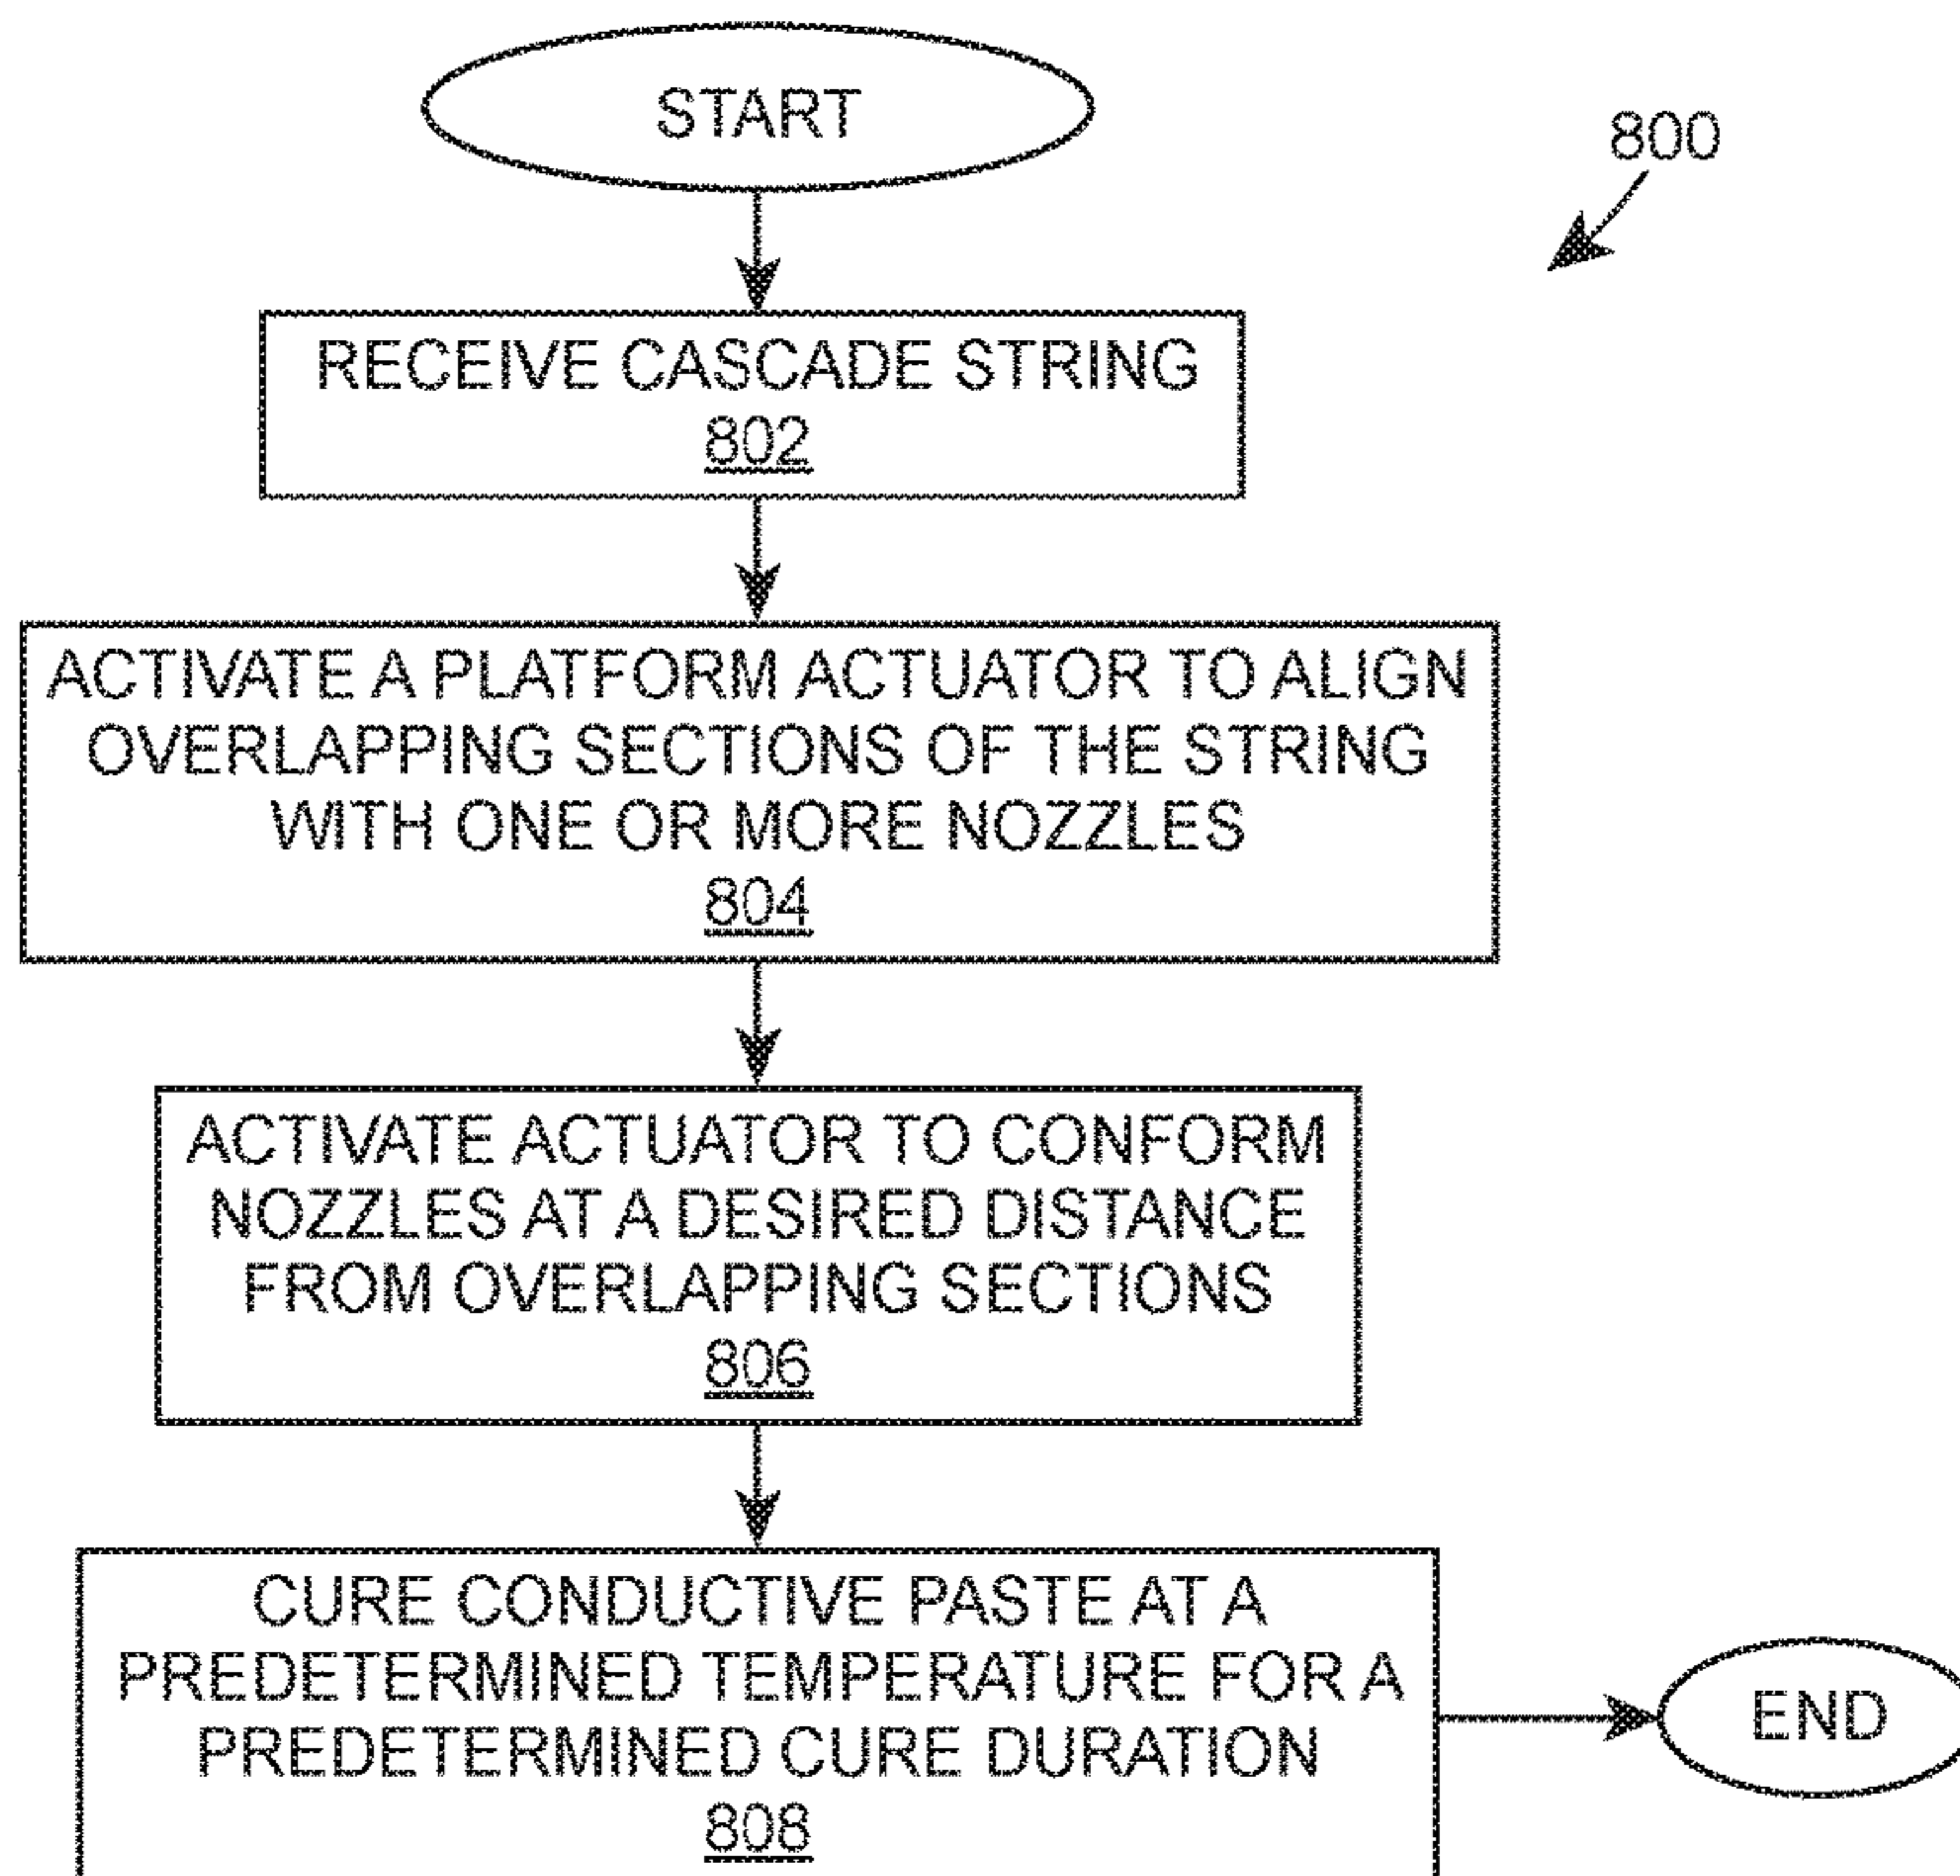 START
800
RECEIVE CASCADE STRING
802
ACTIVATE A PLATFORM ACTUATOR TO ALIGN
OVERLAPPING SECTIONS OF THE STRING
WITH ONE OR MORE NOZZLES
804
ACTIVATE ACTUATOR TO CONFORM
NOZZLES AT A DESIRED DISTANCE
FROM OVERLAPPING SECTIONS
806
CURE CONDUCTIVE PASTE AT A
PREDETERMINED TEMPERATURE FOR A
PREDETERMINED CURE DURATION
808
END